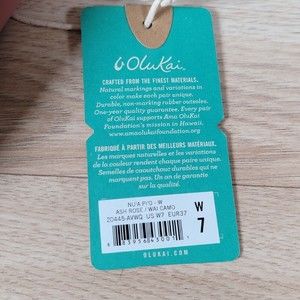 OluKai
CRAFTED FROM THE FINEST MATERIALS.
Natural markings and variations in
color make each pair unique.
Durable, non-marking rubber outsoles.
One-year quality guarantee. Every pair
of OluKai supports Ama OluKai
Foundation's mission in Hawaii.
www.amaolukaifoundation.org
FABRIQUÉ À PARTIR DES MEILLEURS MATÉRIAUX.
Les marques naturelles et les variations
de la couleur rendent chaque paire unique.
Semelles de caoutchouc durables qui ne
marquent pas. Un an de garantie
sur la qualité.
NU'A PI'O - W
ASH ROSE / WAI CAMO
20445-AVWQ US W7 EUR37
W
7
OLUKAI.COM